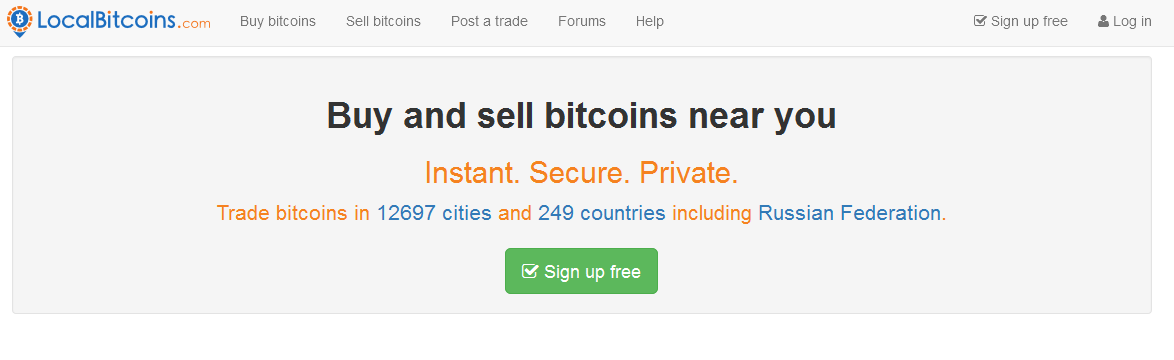 LocalBitcoins.com Buy bitcoins Sell bitcoins Post a trade Forums Help Sign up free Log in
Buy and sell bitcoins near you
Instant. Secure. Private.
Trade bitcoins in 12697 cities and 249 countries including Russian Federation.
Sign up free